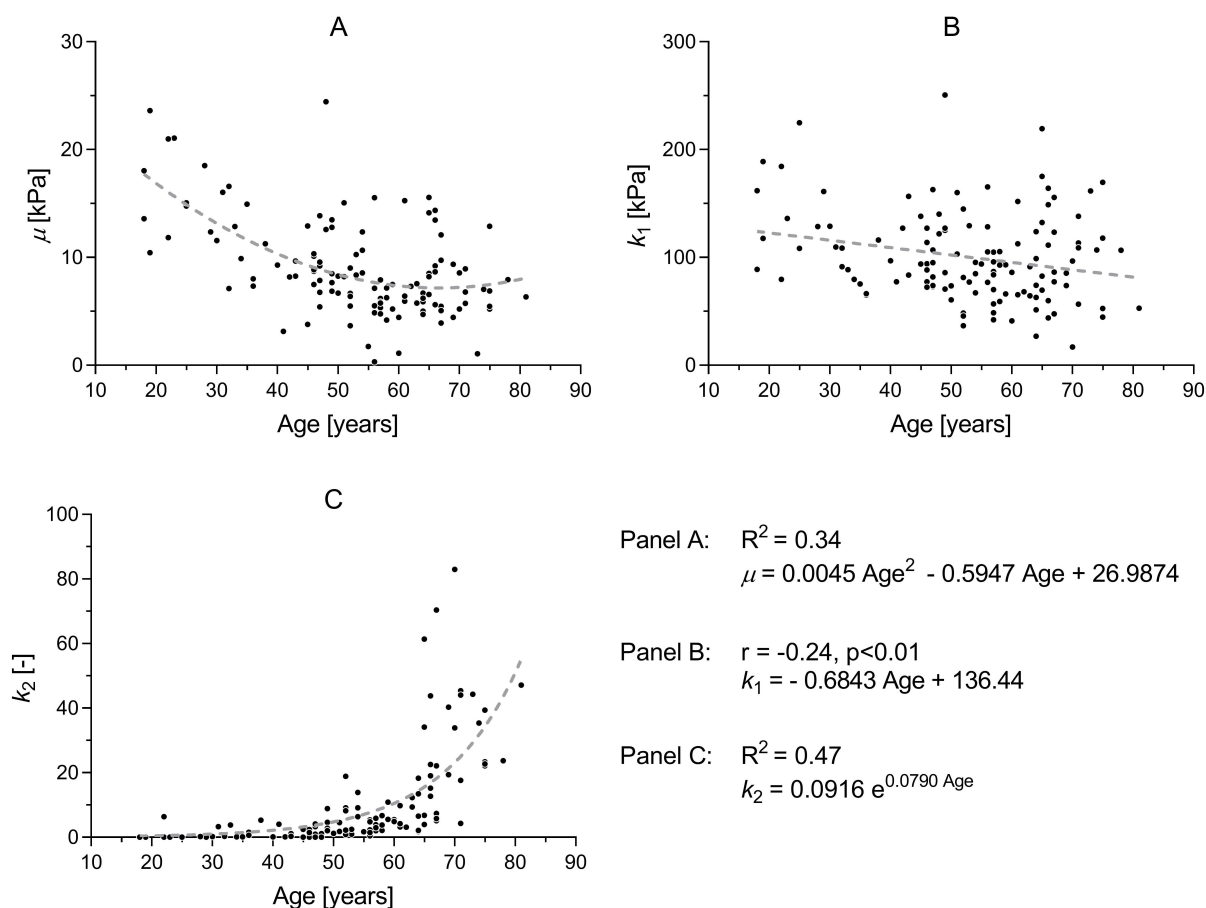 A
30
20
10
0
μ [kPa]
10 20 30 40 50 60 70 80 90
Age [years]
B
300
200
100
0
k1 [kPa]
10 20 30 40 50 60 70 80 90
Age [years]
C
100
80
60
40
20
0
k2 [-]
10 20 30 40 50 60 70 80 90
Age [years]
Panel A: R² = 0.34
μ = 0.0045 Age² - 0.5947 Age + 26.9874
Panel B: r = -0.24, p<0.01
k1 = - 0.6843 Age + 136.44
Panel C: R² = 0.47
k2 = 0.0916 e^0.0790 Age